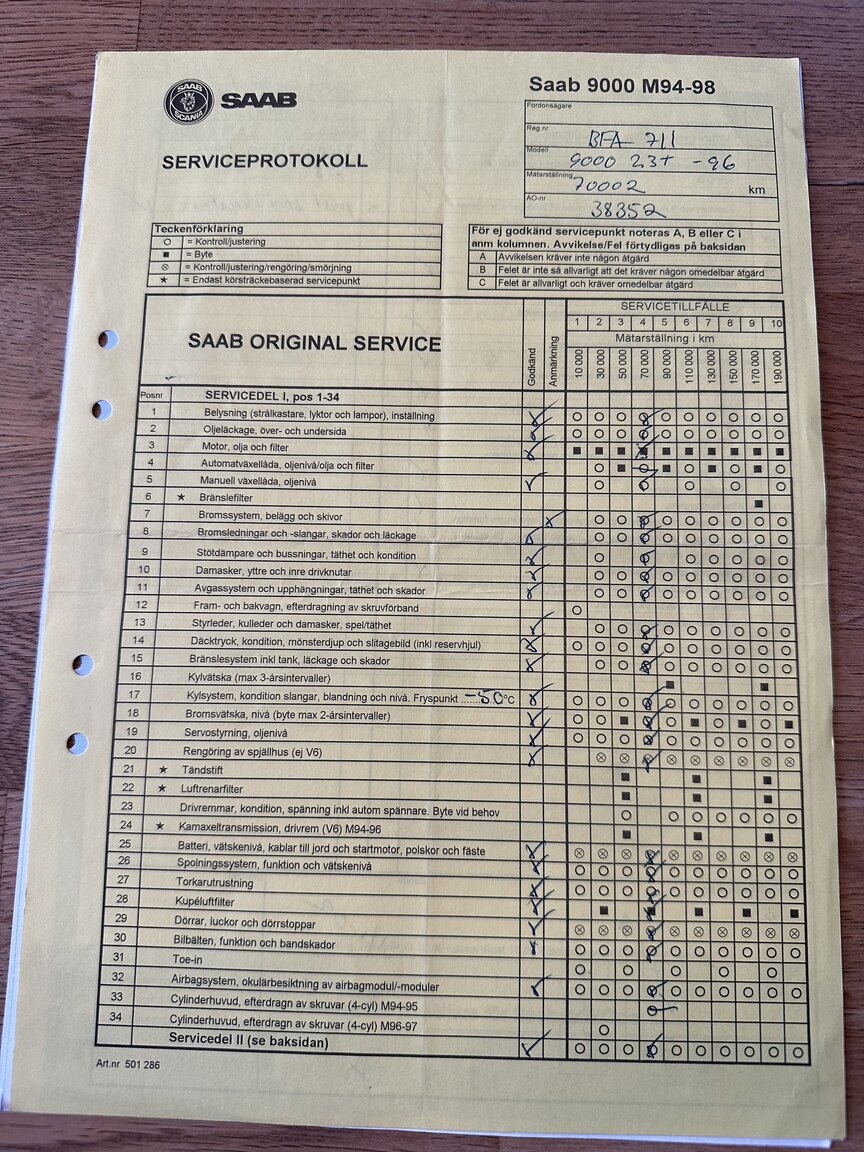 SAAB
SCANIA
SAAB
Saab 9000 M94-98
Fordonsägare
Reg.nr BFA 711
Modell 9000 2,3t -96
Mätarställning 70002 km
AO-nr 38352
SERVICEPROTOKOLL
Teckenförklaring
○ = Kontroll/justering
■ = Byte
⊗ = Kontroll/justering/rengöring/smörjning
★ = Endast körsträckebaserad servicepunkt
För ej godkänd servicepunkt noteras A, B eller C i
anm kolumnen. Avvikelse/Fel förtydligas på baksidan
A Avvikelsen kräver inte någon åtgärd
B Felet är inte så allvarligt att det kräver någon omedelbar åtgärd
C Felet är allvarligt och kräver omedelbar åtgärd
SAAB ORIGINAL SERVICE
Godkänd
Anmärkning
SERVICETILLFÄLLE
1 2 3 4 5 6 7 8 9 10
Mätarställning i km
10 000 30 000 50 000 70 000 90 000 110 000 130 000 150 000 170 000 190 000
Posnr SERVICEDEL I, pos 1-34
1 Belysning (strålkastare, lyktor och lampor), inställning
2 Oljeläckage, över- och undersida
3 Motor, olja och filter
4 Automatväxellåda, oljenivå/olja och filter
5 Manuell växellåda, oljenivå
6 ★ Bränslefilter
7 Bromssystem, belägg och skivor
8 Bromsledningar och -slangar, skador och läckage
9 Stötdämpare och bussningar, täthet och kondition
10 Damasker, yttre och inre drivknutar
11 Avgassystem och upphängningar, täthet och skador
12 Fram- och bakvagn, efterdragning av skruvförband
13 Styrleder, kulleder och damasker, spel/täthet
14 Däcktryck, kondition, mönsterdjup och slitagebild (inkl reservhjul)
15 Bränslesystem inkl tank, läckage och skador
16 Kylvätska (max 3-årsintervaller)
17 Kylsystem, kondition slangar, blandning och nivå. Fryspunkt ...... -50 °C
18 Bromsvätska, nivå (byte max 2-årsintervaller)
19 Servostyrning, oljenivå
20 Rengöring av spjällhus (ej V6)
21 ★ Tändstift
22 ★ Luftrenarfilter
23 Drivremmar, kondition, spänning inkl autom spännare. Byte vid behov
24 ★ Kamaxeltransmission, drivrem (V6) M94-96
25 Batteri, vätskenivå, kablar till jord och startmotor, polskor och fäste
26 Spolningssystem, funktion och vätskenivå
27 Torkarutrustning
28 Kupéluftfilter
29 Dörrar, luckor och dörrstoppar
30 Bilbälten, funktion och bandskador
31 Toe-in
32 Airbagsystem, okulärbesiktning av airbagmodul/-moduler
33 Cylinderhuvud, efterdragn av skruvar (4-cyl) M94-95
34 Cylinderhuvud, efterdragn av skruvar (4-cyl) M96-97
Servicedel II (se baksidan)
Art.nr 501 286